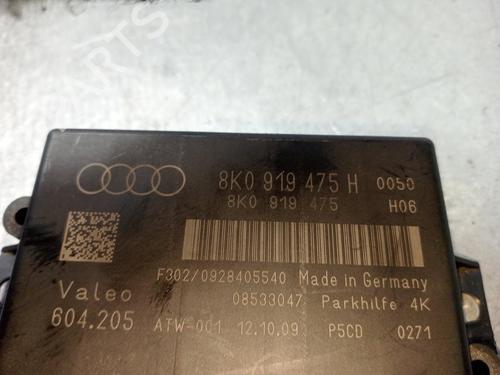 8K0 919 475 H 0050
8K0 919 475 H06
F302/0928405540 Made in Germany
Valeo 08533047 Parkhilfe 4K
604.205 ATW-001 12.10.09 P5CD 0271
PARTS